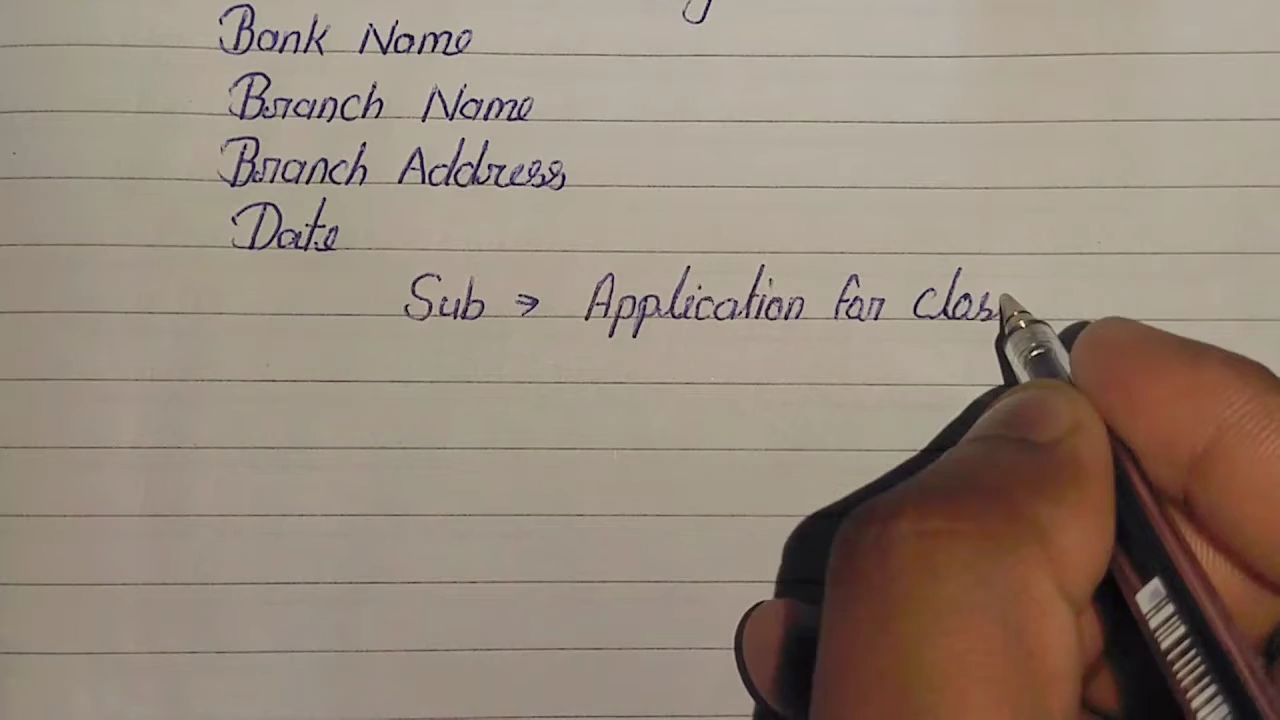 Bank Name
Branch Name
Branch Address
Date
Sub → Application for Clos